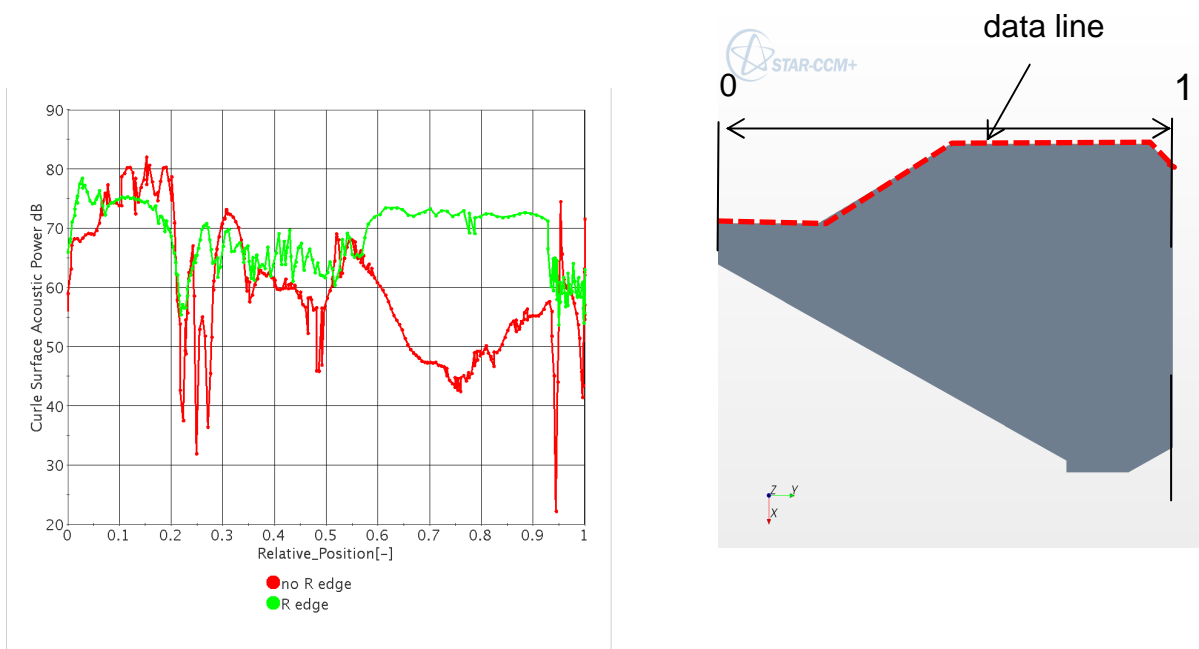 90
80
70
60
50
40
30
20
Curle Surface Acoustic Power dB
0 0.1 0.2 0.3 0.4 0.5 0.6 0.7 0.8 0.9 1
Relative_Position[-]
no R edge
R edge
data line
STAR-CCM+
0 1
Z Y
X